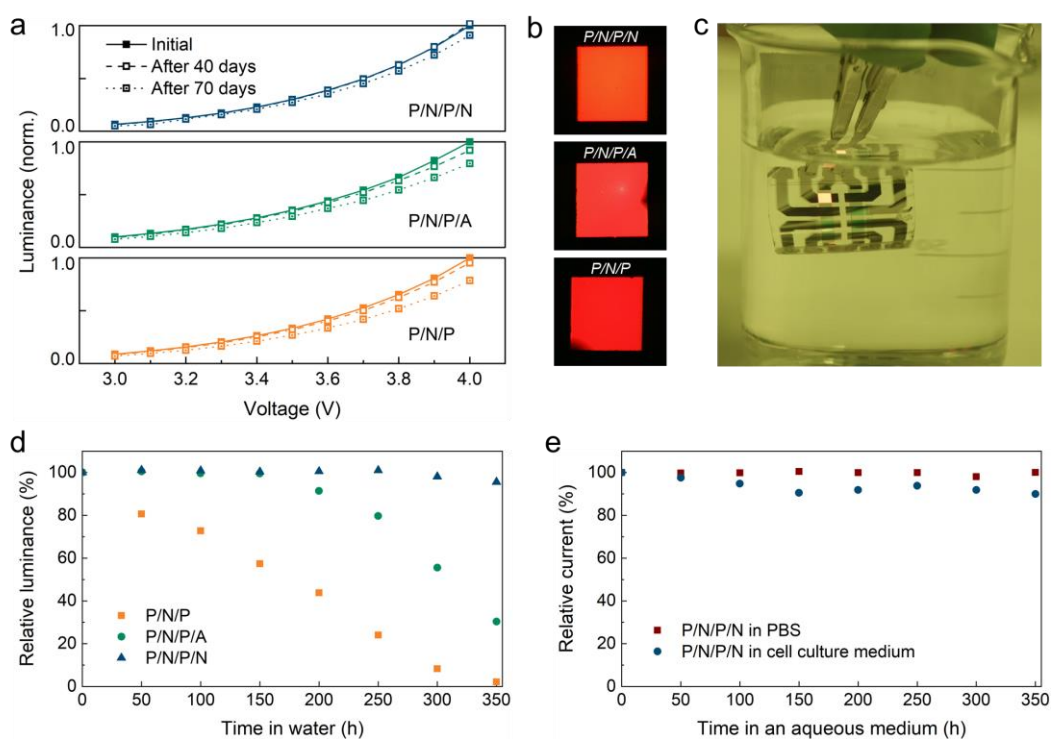 a
Luminance (norm.)
1.0
Initial
After 40 days
After 70 days
0.0
P/N/P/N
1.0
0.0
P/N/P/A
1.0
0.0
P/N/P
3.0 3.2 3.4 3.6 3.8 4.0
Voltage (V)
b
P/N/P/N
P/N/P/A
P/N/P
c
d
Relative luminance (%)
100
80
60
40
20
0
P/N/P
P/N/P/A
P/N/P/N
0 50 100 150 200 250 300 350
Time in water (h)
e
Relative current (%)
100
80
60
40
20
0
P/N/P/N in PBS
P/N/P/N in cell culture medium
0 50 100 150 200 250 300 350
Time in an aqueous medium (h)